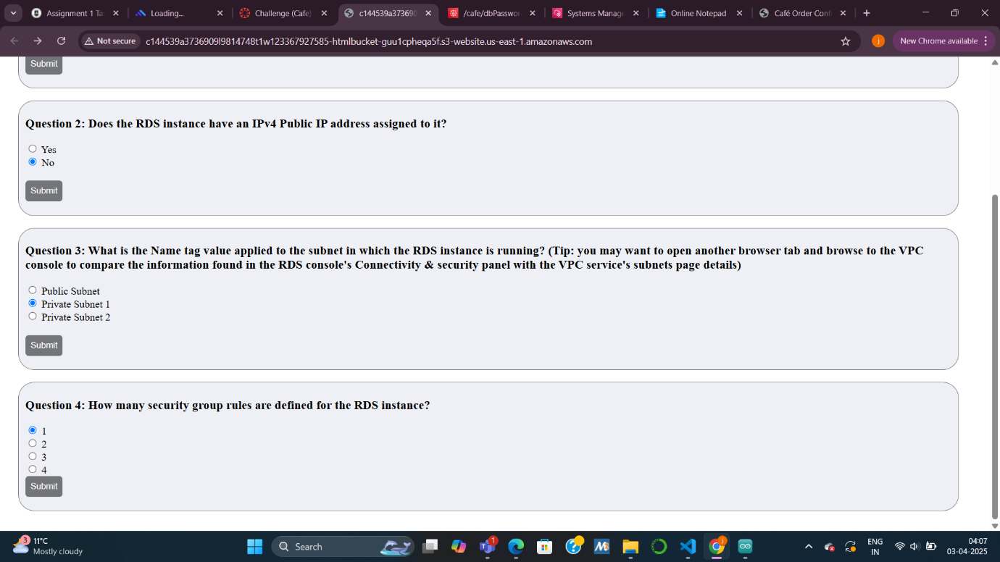 Assignment 1 Ta
Loading...
Challenge (Cafe)
c144539a373690
/cafe/dbPasswor
Systems Manage
Online Notepad
Café Order Conf
Not secure
c144539a3736909l9814748t1w123367927585-htmlbucket-guu1cpheqa5f.s3-website.us-east-1.amazonaws.com
j
New Chrome available
Submit
Question 2: Does the RDS instance have an IPv4 Public IP address assigned to it?
Yes
No
Submit
Question 3: What is the Name tag value applied to the subnet in which the RDS instance is running? (Tip: you may want to open another browser tab and browse to the VPC
console to compare the information found in the RDS console's Connectivity & security panel with the VPC service's subnets page details)
Public Subnet
Private Subnet 1
Private Subnet 2
Submit
Question 4: How many security group rules are defined for the RDS instance?
1
2
3
4
Submit
3
11°C
Mostly cloudy
Search
1
ENG
IN
04:07
03-04-2025